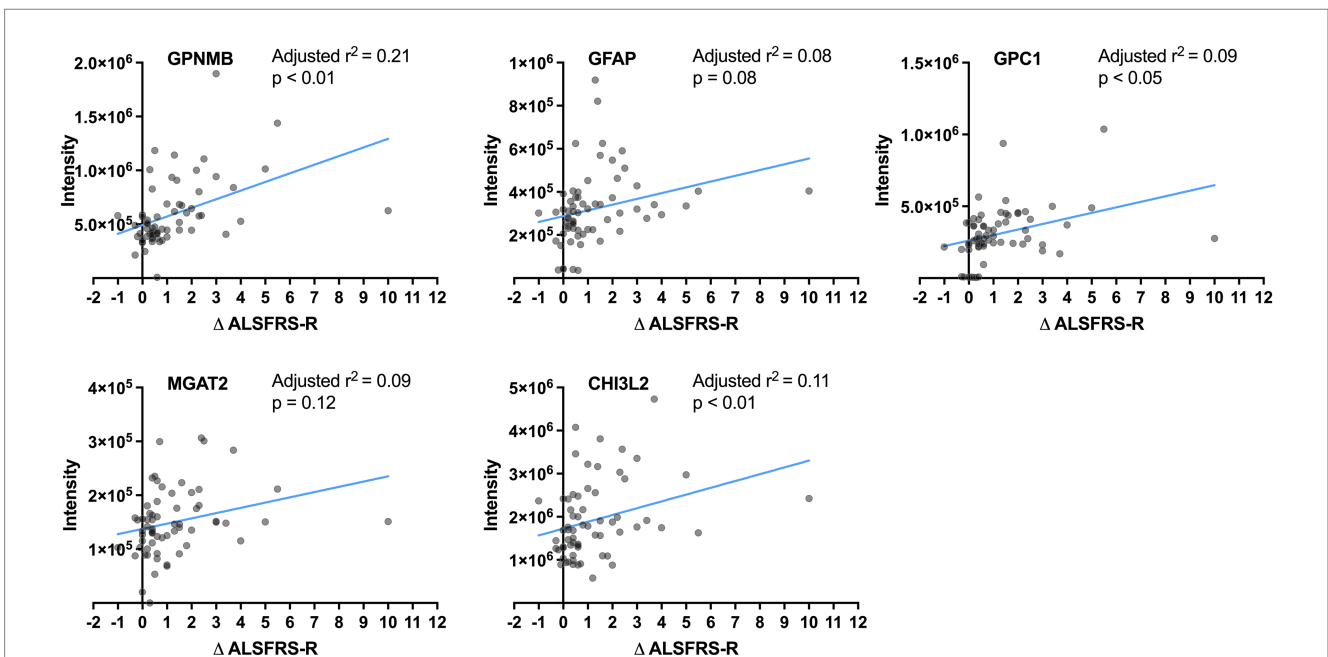 GPNMB
Adjusted r² = 0.21
p < 0.01
2.0×10⁶
1.5×10⁶
1.0×10⁶
5.0×10⁵
Intensity
-2 -1 0 1 2 3 4 5 6 7 8 9 10 11 12
Δ ALSFRS-R
GFAP
Adjusted r² = 0.08
p = 0.08
1×10⁶
8×10⁵
6×10⁵
4×10⁵
2×10⁵
Intensity
-2 -1 0 1 2 3 4 5 6 7 8 9 10 11 12
Δ ALSFRS-R
GPC1
Adjusted r² = 0.09
p < 0.05
1.5×10⁶
1.0×10⁶
5.0×10⁵
Intensity
-2 -1 0 1 2 3 4 5 6 7 8 9 10 11 12
Δ ALSFRS-R
MGAT2
Adjusted r² = 0.09
p = 0.12
4×10⁵
3×10⁵
2×10⁵
1×10⁵
Intensity
-2 -1 0 1 2 3 4 5 6 7 8 9 10 11 12
Δ ALSFRS-R
CHI3L2
Adjusted r² = 0.11
p < 0.01
5×10⁶
4×10⁶
3×10⁶
2×10⁶
1×10⁶
Intensity
-2 -1 0 1 2 3 4 5 6 7 8 9 10 11 12
Δ ALSFRS-R